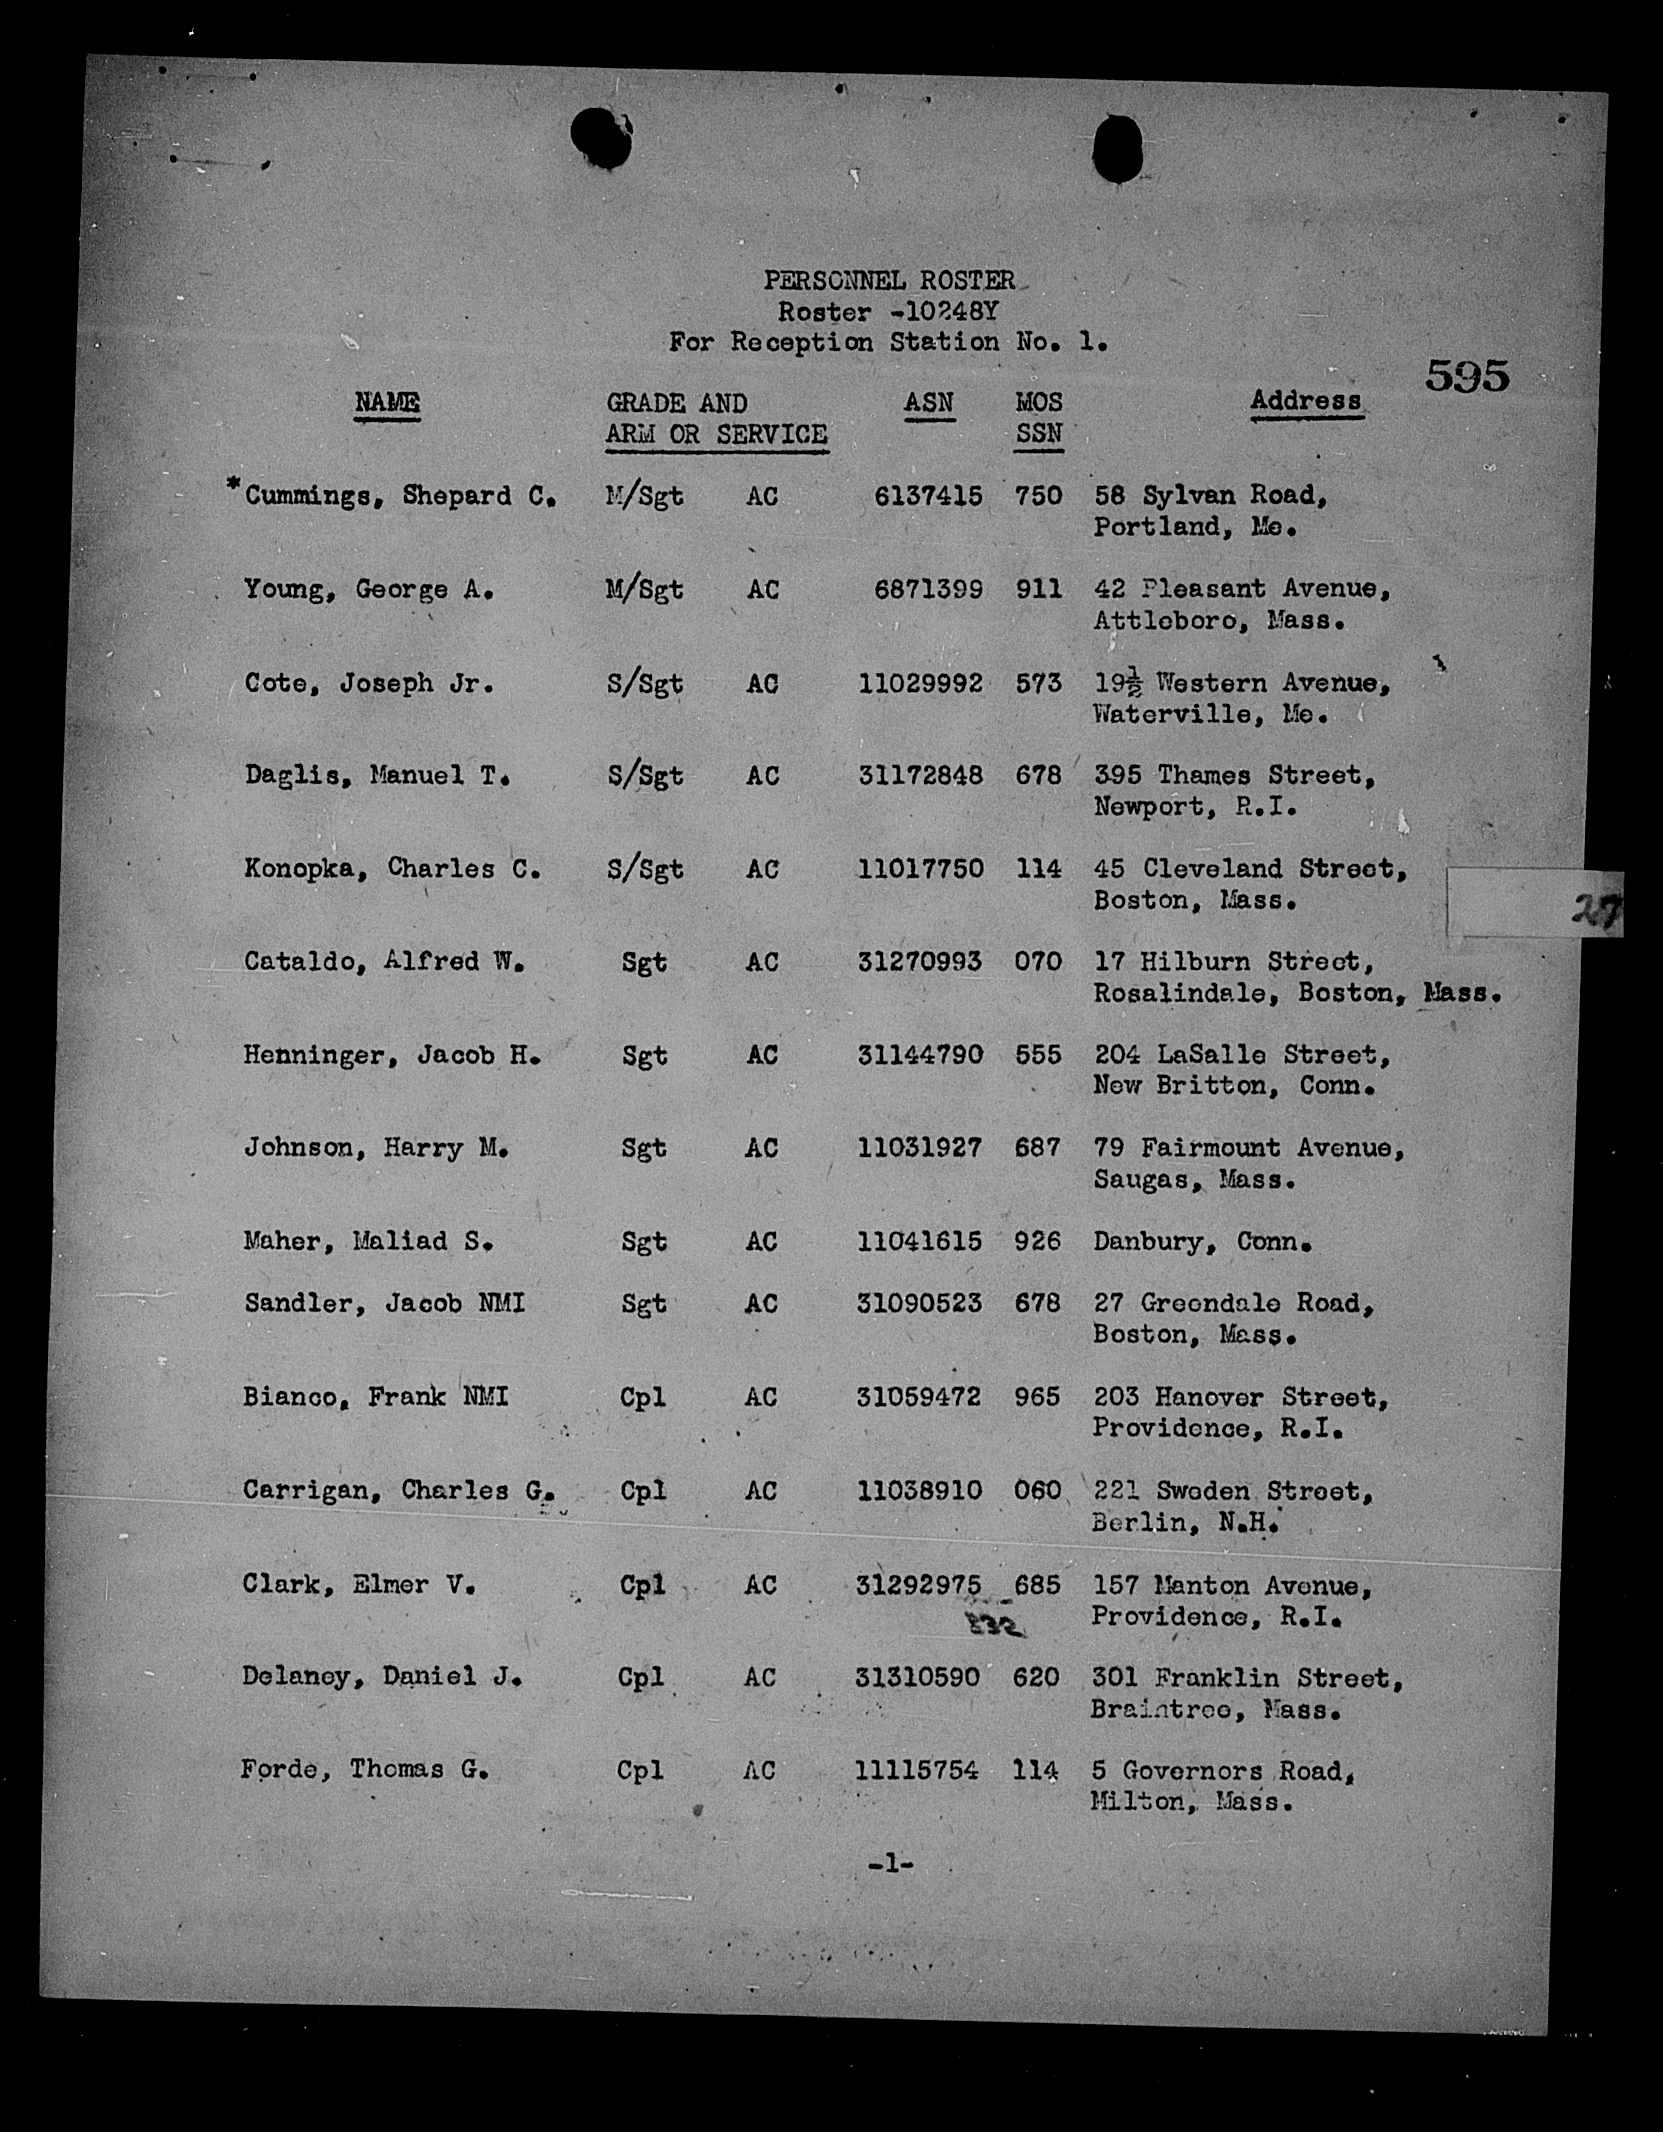 PERSONNEL ROSTER
Roster -10248Y
For Reception Station No. 1.
595
NAME GRADE AND ASN MOS Address
ARM OR SERVICE SSN
*Cummings, Shepard C. M/Sgt AC 6137415 750 58 Sylvan Road,
Portland, Me.
Young, George A. M/Sgt AC 6871399 911 42 Pleasant Avenue,
Attleboro, Mass.
Cote, Joseph Jr. S/Sgt AC 11029992 573 19½ Western Avenue,
Waterville, Me.
Daglis, Manuel T. S/Sgt AC 31172848 678 395 Thames Street,
Newport, R.I.
Konopka, Charles C. S/Sgt AC 11017750 114 45 Cleveland Street,
Boston, Mass.
27
Cataldo, Alfred W. Sgt AC 31270993 070 17 Hilburn Street,
Rosalindale, Boston, Mass.
Henninger, Jacob H. Sgt AC 31144790 555 204 LaSalle Street,
New Britton, Conn.
Johnson, Harry M. Sgt AC 11031927 687 79 Fairmount Avenue,
Saugas, Mass.
Maher, Maliad S. Sgt AC 11041615 926 Danbury, Conn.
Sandler, Jacob NMI Sgt AC 31090523 678 27 Greendale Road,
Boston, Mass.
Bianco, Frank NMI Cpl AC 31059472 965 203 Hanover Street,
Providence, R.I.
Carrigan, Charles G. Cpl AC 11038910 060 221 Sweden Street,
Berlin, N.H.
Clark, Elmer V. Cpl AC 31292975 685 157 Manton Avenue,
832 Providence, R.I.
Delaney, Daniel J. Cpl AC 31310590 620 301 Franklin Street,
Braintree, Mass.
Forde, Thomas G. Cpl AC 11115754 114 5 Governors Road,
Milton, Mass.
-1-